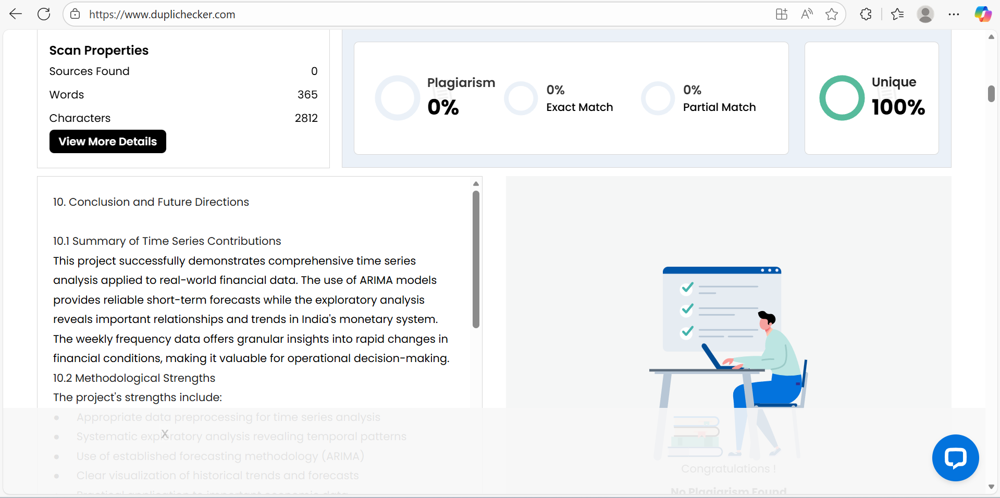 https://www.duplichecker.com
Scan Properties
Sources Found 0
Words 365
Characters 2812
View More Details
Plagiarism
0%
0%
Exact Match
0%
Partial Match
Unique
100%
10. Conclusion and Future Directions
10.1 Summary of Time Series Contributions
This project successfully demonstrates comprehensive time series
analysis applied to real-world financial data. The use of ARIMA models
provides reliable short-term forecasts while the exploratory analysis
reveals important relationships and trends in India's monetary system.
The weekly frequency data offers granular insights into rapid changes in
financial conditions, making it valuable for operational decision-making.
10.2 Methodological Strengths
The project's strengths include:
• Appropriate data preprocessing for time series analysis
• Systematic exploratory analysis revealing temporal patterns
X
• Use of established forecasting methodology (ARIMA)
• Clear visualization of historical trends and forecasts
Practical application to important economic data
Congratulations !
No Plagiarism Found